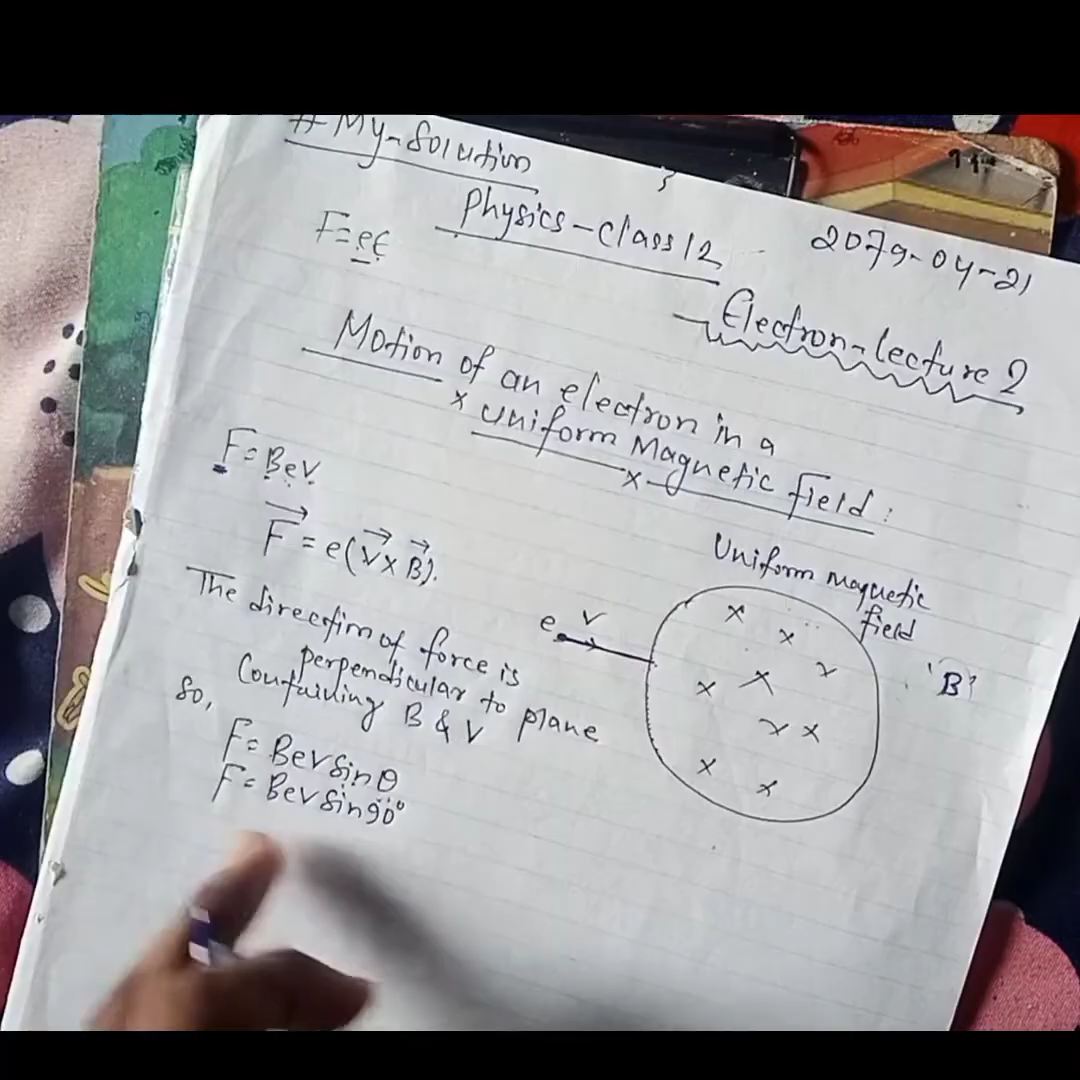 # My-Solution
Physics-class 12
2079-04-21
F=eE
Electron-lecture 2
Motion of an electron in a
Uniform Magnetic field:
F=Bev
F = e(V×B).
Uniform magnetic
field
'B'
e v
The direction of force is
perpendicular to plane
Containing B & V
So,
F= Bevsinθ
F= Bevsin90°